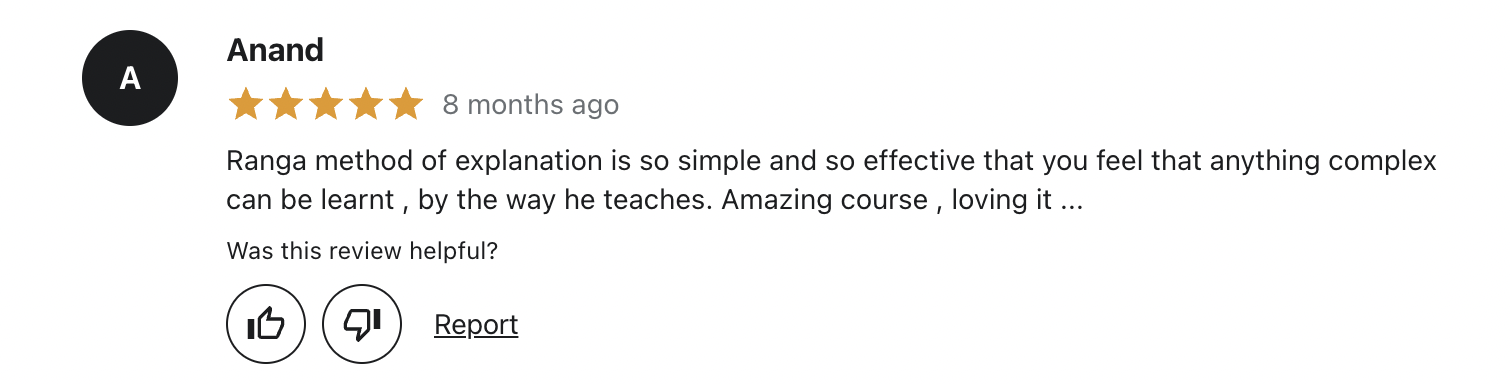 A
Anand
8 months ago
Ranga method of explanation is so simple and so effective that you feel that anything complex
can be learnt , by the way he teaches. Amazing course , loving it ...
Was this review helpful?
Report